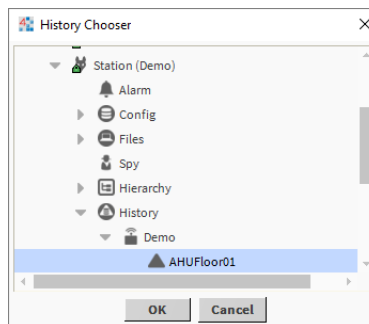 History Chooser
Station (Demo)
Alarm
Config
Files
Spy
Hierarchy
History
Demo
AHUFloor01
OK
Cancel